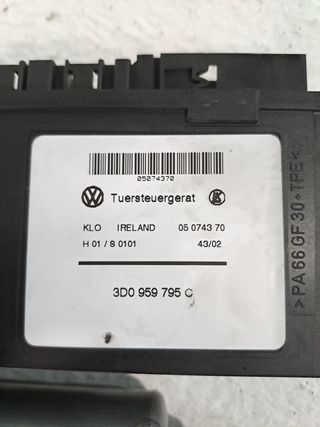 05074370
Tuersteuergerat
KLO IRELAND 05 0743 70
H 01 / S 0101 43/02
3D0 959 795 C
>PA66GF30+TPE<